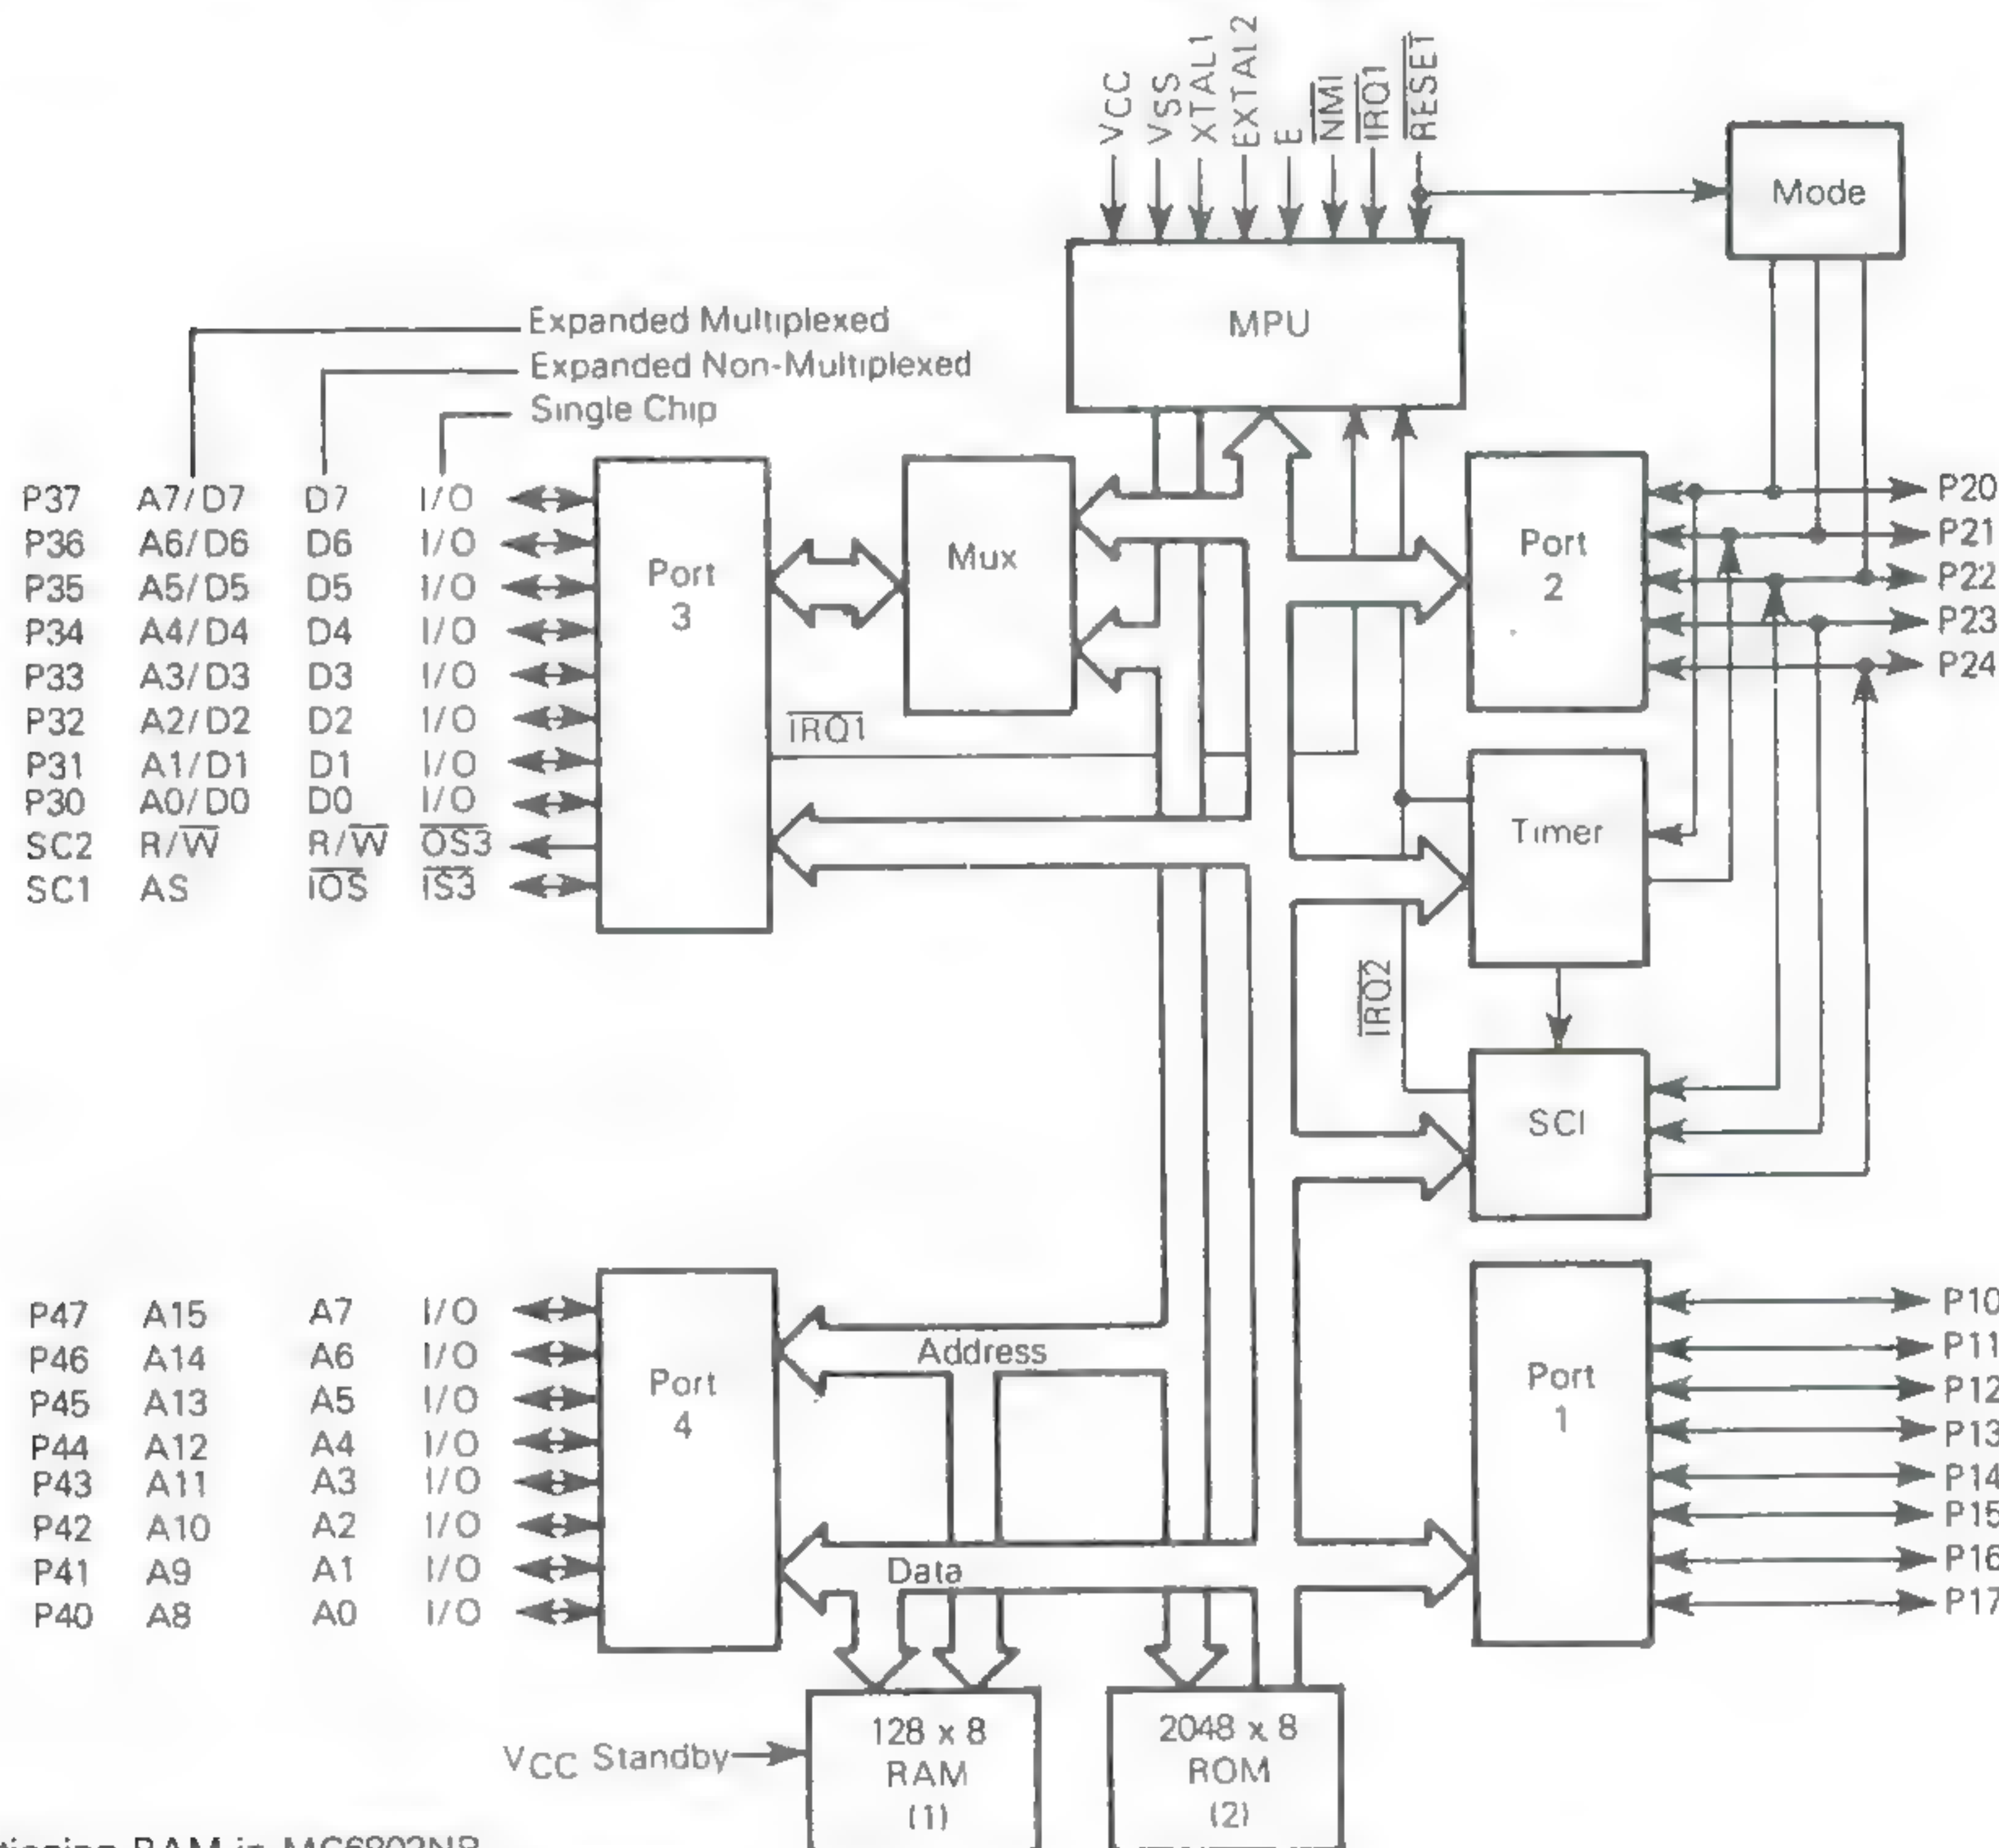 VCC
VSS
XTAL1
EXTAL2
E
NMI
IRQ1
RESET
Mode
MPU
Expanded Multiplexed
Expanded Non-Multiplexed
Single Chip
P37 A7/D7 D7 I/O
P36 A6/D6 D6 I/O
P35 A5/D5 D5 I/O
P34 A4/D4 D4 I/O
P33 A3/D3 D3 I/O
P32 A2/D2 D2 I/O
P31 A1/D1 D1 I/O
P30 A0/D0 D0 I/O
SC2 R/W R/W OS3
SC1 AS IOS IS3
Port
3
Mux
IRQ1
Port
2
P20
P21
P22
P23
P24
Timer
IRQ2
SCI
P47 A15 A7 I/O
P46 A14 A6 I/O
P45 A13 A5 I/O
P44 A12 A4 I/O
P43 A11 A3 I/O
P42 A10 A2 I/O
P41 A9 A1 I/O
P40 A8 A0 I/O
Port
4
Address
Data
Port
1
P10
P11
P12
P13
P14
P15
P16
P17
VCC Standby
128 x 8
RAM
(1)
2048 x 8
ROM
(2)
RAM in